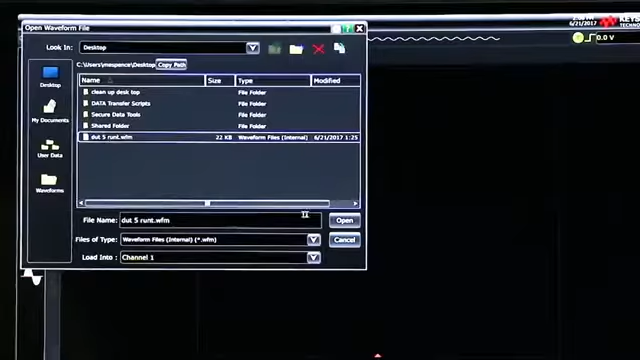 Open Waveform File
Look In: Desktop
C:\Users\mespence\Desktop Copy Path
Name Size Type Modified
clean up desk top File Folder
DATA Transfer Scripts File Folder
Secure Data Tools File Folder
Shared Folder File Folder
dut 5 runt.wfm 22 KB Waveform Files (Internal) 6/21/2017 1:25
Desktop
My Documents
User Data
Waveforms
File Name: dut 5 runt.wfm Open
Files of Type: Waveform Files (Internal) (*.wfm) Cancel
Load Into : Channel 1
6/21/2017
KEYS
0.0 V